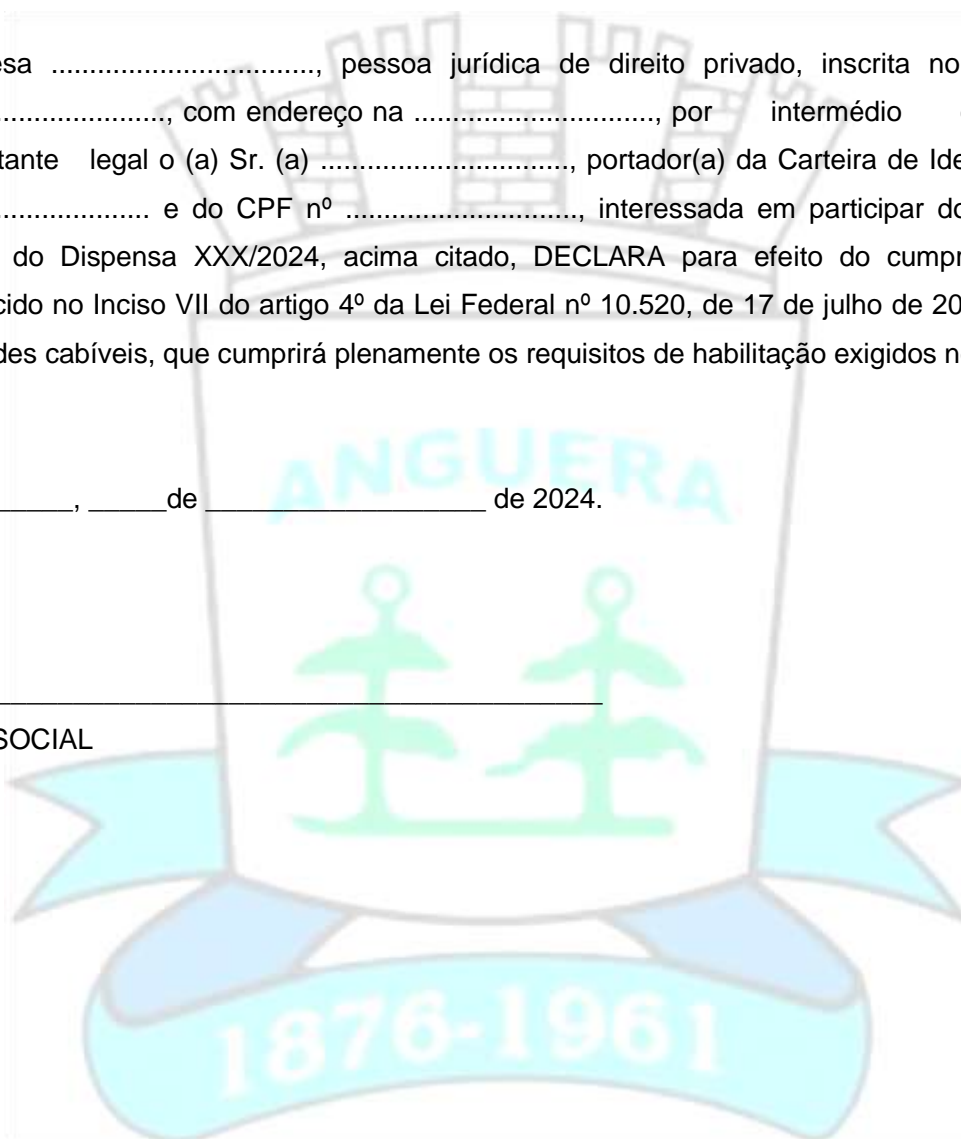 esa .................................., pessoa jurídica de direito privado, inscrita no
......................, com endereço na ..............................., por intermédio
tante legal o (a) Sr. (a) ................................, portador(a) da Carteira de Ide
.................... e do CPF nº .............................., interessada em participar do
do Dispensa XXX/2024, acima citado, DECLARA para efeito do cumpr
cido no Inciso VII do artigo 4º da Lei Federal nº 10.520, de 17 de julho de 20
des cabíveis, que cumprirá plenamente os requisitos de habilitação exigidos n
ANGUERA
_____, _____de __________________ de 2024.
_______________________________________
SOCIAL
1876-1961